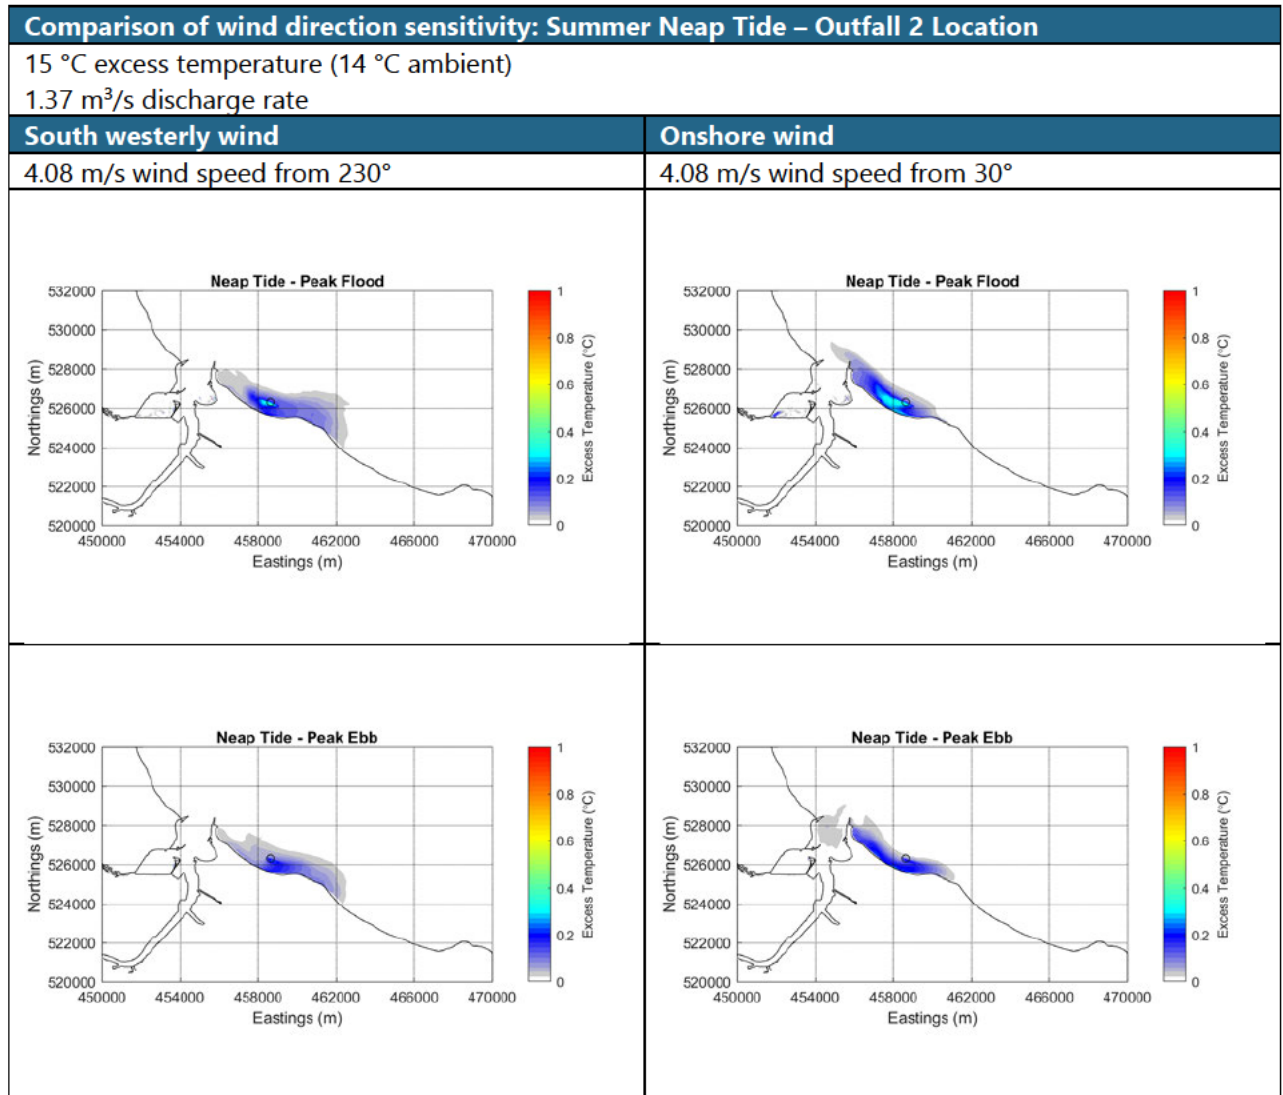 Comparison of wind direction sensitivity: Summer Neap Tide – Outfall 2 Location
15 °C excess temperature (14 °C ambient)
1.37 m³/s discharge rate
South westerly wind
Onshore wind
4.08 m/s wind speed from 230°
4.08 m/s wind speed from 30°
Neap Tide - Peak Flood
532000
530000
528000
526000
524000
522000
520000
Northings (m)
450000 454000 458000 462000 466000 470000
Eastings (m)
1
0.8
0.6
0.4
0.2
0
Excess Temperature (°C)
Neap Tide - Peak Flood
532000
530000
528000
526000
524000
522000
520000
Northings (m)
450000 454000 458000 462000 466000 470000
Eastings (m)
1
0.8
0.6
0.4
0.2
0
Excess Temperature (°C)
Neap Tide - Peak Ebb
532000
530000
528000
526000
524000
522000
520000
Northings (m)
450000 454000 458000 462000 466000 470000
Eastings (m)
1
0.8
0.6
0.4
0.2
0
Excess Temperature (°C)
Neap Tide - Peak Ebb
532000
530000
528000
526000
524000
522000
520000
Northings (m)
450000 454000 458000 462000 466000 470000
Eastings (m)
1
0.8
0.6
0.4
0.2
0
Excess Temperature (°C)